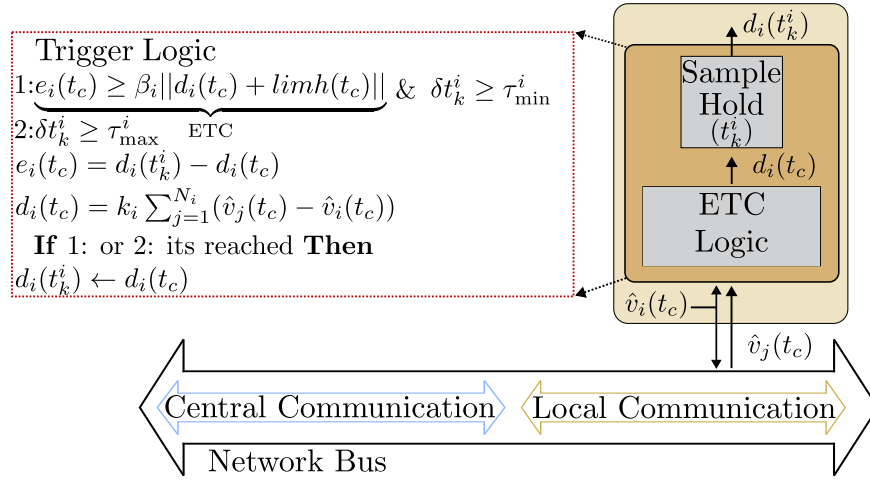 Trigger Logic
1:e_i(t_c) ≥ β_i||d_i(t_c) + limh(t_c)|| & δt_k^i ≥ τ_min^i
ETC
2:δt_k^i ≥ τ_max^i
e_i(t_c) = d_i(t_k^i) − d_i(t_c)
d_i(t_c) = k_i ∑_{j=1}^{N_i}(v̂_j(t_c) − v̂_i(t_c))
If 1: or 2: its reached Then
d_i(t_k^i) ← d_i(t_c)
d_i(t_k^i)
Sample
Hold
(t_k^i)
d_i(t_c)
ETC
Logic
v̂_i(t_c)
v̂_j(t_c)
Central Communication
Local Communication
Network Bus